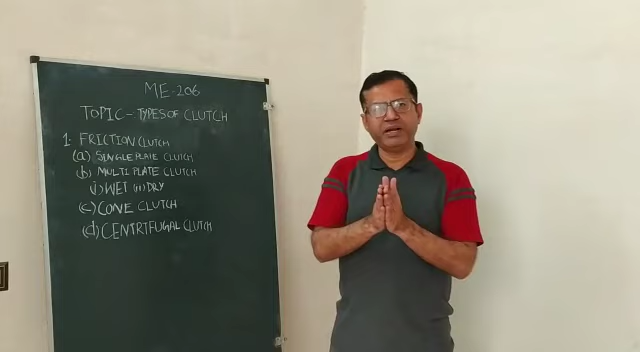 ME-206
TOPIC - TYPES OF CLUTCH
1. FRICTION CLUTCH
(a) SINGLE PLATE CLUTCH
(b) MULTI PLATE CLUTCH
(i) WET (ii) DRY
(c) CONE CLUTCH
(d) CENTRIFUGAL CLUTCH